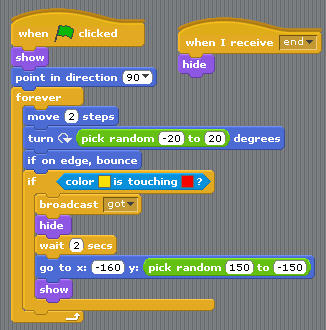 when clicked
show
point in direction 90
forever
move 2 steps
turn pick random -20 to 20 degrees
if on edge, bounce
if color is touching ?
broadcast got
hide
wait 2 secs
go to x: -160 y: pick random 150 to -150
show
when I receive end
hide